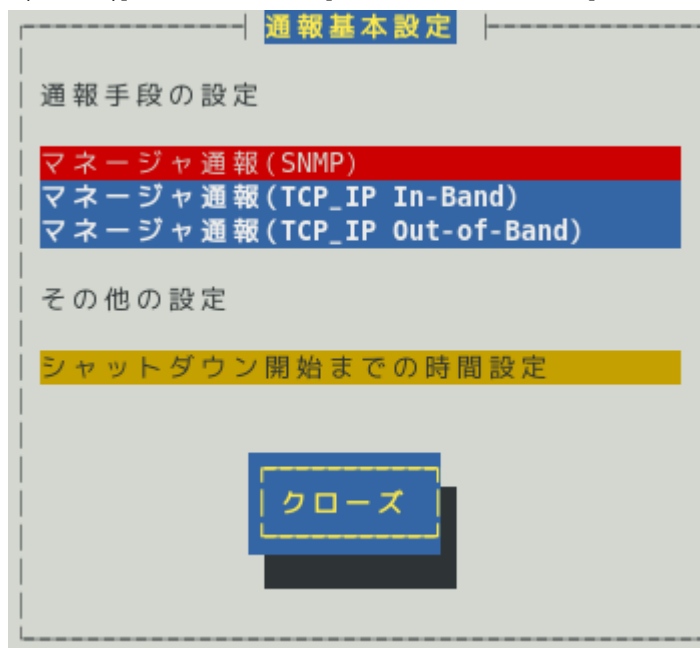 通報基本設定
通報手段の設定
マネージャ通報(SNMP)
マネージャ通報(TCP_IP In-Band)
マネージャ通報(TCP_IP Out-of-Band)
その他の設定
シャットダウン開始までの時間設定
クローズ